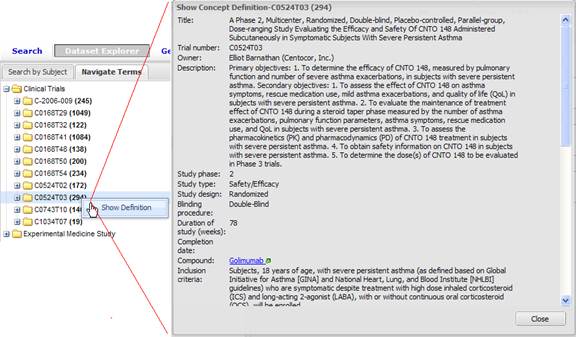 Search
Dataset Explorer
Ge
Search by Subject
Navigate Terms
Clinical Trials
C-2006-009 (245)
C0168T29 (1049)
C0168T32 (122)
C0168T41 (1084)
C0168T48 (138)
C0168T50 (200)
C0168T54 (234)
C0524T02 (172)
C0524T03 (294)
C0743T10 (14
C1034T07 (19)
Experimental Medicine Study
Show Definition
Show Concept Definition-C0524T03 (294)
Title: A Phase 2, Multicenter, Randomized, Double-blind, Placebo-controlled, Parallel-group,
Dose-ranging Study Evaluating the Efficacy and Safety Of CNTO 148 Administered
Subcutaneously in Symptomatic Subjects With Severe Persistent Asthma
Trial number: C0524T03
Owner: Elliot Barnathan (Centocor, Inc.)
Description: Primary objectives: 1. To determine the efficacy of CNTO 148, measured by pulmonary
function and number of severe asthma exacerbations, in subjects with severe persistent
asthma. Secondary objectives: 1. To assess the effect of CNTO 148 on asthma
symptoms, rescue medication use, mild asthma exacerbations, and quality of life (QoL) in
subjects with severe persistent asthma. 2. To evaluate the maintenance of treatment
effect of CNTO 148 during a steroid taper phase measured by the number of asthma
exacerbations, pulmonary function parameters, asthma symptoms, rescue medication
use, and QoL in subjects with severe persistent asthma. 3. To assess the
pharmacokinetics (PK) and pharmacodynamics (PD) of CNTO 148 treatment in subjects
with severe persistent asthma. 4. To obtain safety information on CNTO 148 in subjects
with severe persistent asthma. 5. To determine the dose(s) of CNTO 148 to be evaluated
in Phase 3 trials.
Study phase: 2
Study type: Safety/Efficacy
Study design: Randomized
Blinding Double-Blind
procedure:
Duration of 78
study (weeks):
Completion
date:
Compound: Golimumab
Inclusion Subjects, 18 years of age, with severe persistent asthma (as defined based on Global
criteria: Initiative for Asthma [GINA] and National Heart, Lung, and Blood Institute [NHLBI]
guidelines) who are symptomatic despite treatment with high dose inhaled corticosteroid
(ICS) and long-acting 2-agonist (LABA), with or without continuous oral corticosteroid
(OCS), will be enrolled
Close